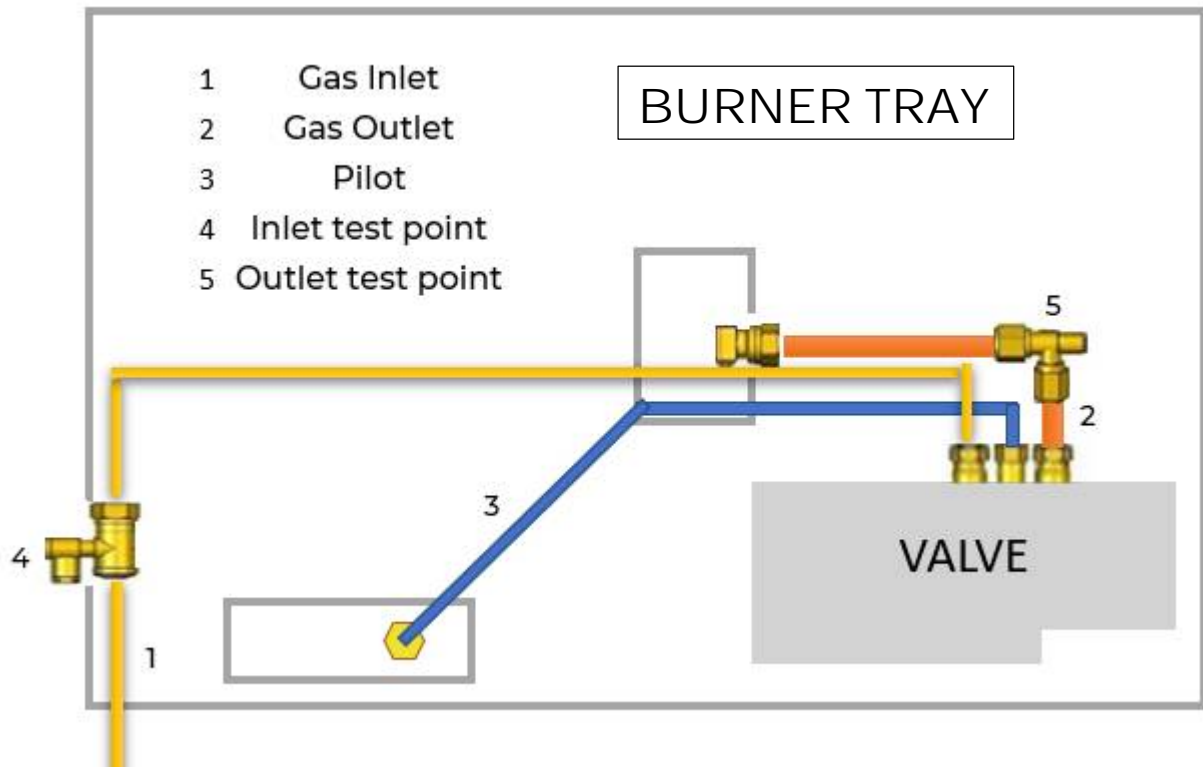 1 Gas Inlet
2 Gas Outlet
3 Pilot
4 Inlet test point
5 Outlet test point
BURNER TRAY
5
2
3
4
VALVE
1